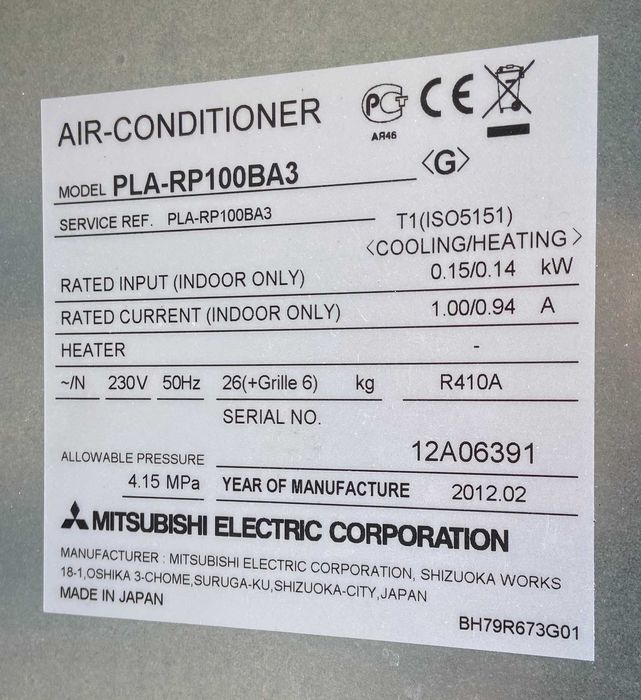 AIR-CONDITIONER
PCT CE
АЯ46
MODEL PLA-RP100BA3 <G>
SERVICE REF. PLA-RP100BA3 T1(ISO5151)
<COOLING/HEATING>
RATED INPUT (INDOOR ONLY) 0.15/0.14 kW
RATED CURRENT (INDOOR ONLY) 1.00/0.94 A
HEATER -
~/N 230V 50Hz 26(+Grille 6) kg R410A
SERIAL NO.
12A06391
ALLOWABLE PRESSURE
4.15 MPa YEAR OF MANUFACTURE 2012.02
MITSUBISHI ELECTRIC CORPORATION
MANUFACTURER : MITSUBISHI ELECTRIC CORPORATION, SHIZUOKA WORKS
18-1,OSHIKA 3-CHOME,SURUGA-KU,SHIZUOKA-CITY,JAPAN
MADE IN JAPAN
BH79R673G01